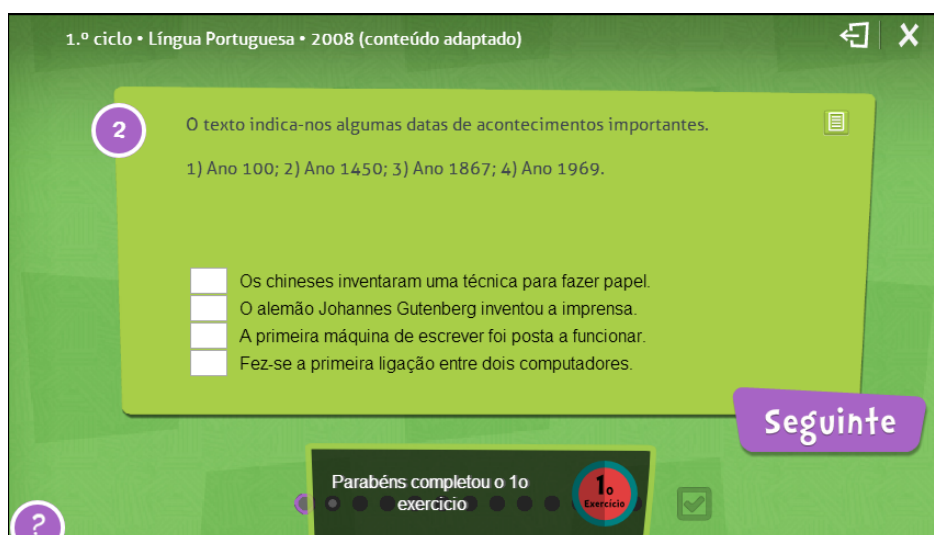 1.º ciclo • Língua Portuguesa • 2008 (conteúdo adaptado)
2
O texto indica-nos algumas datas de acontecimentos importantes.
1) Ano 100; 2) Ano 1450; 3) Ano 1867; 4) Ano 1969.
Os chineses inventaram uma técnica para fazer papel.
O alemão Johannes Gutenberg inventou a imprensa.
A primeira máquina de escrever foi posta a funcionar.
Fez-se a primeira ligação entre dois computadores.
Seguinte
Parabéns completou o 1o
exercicio
1o
Exercício
?